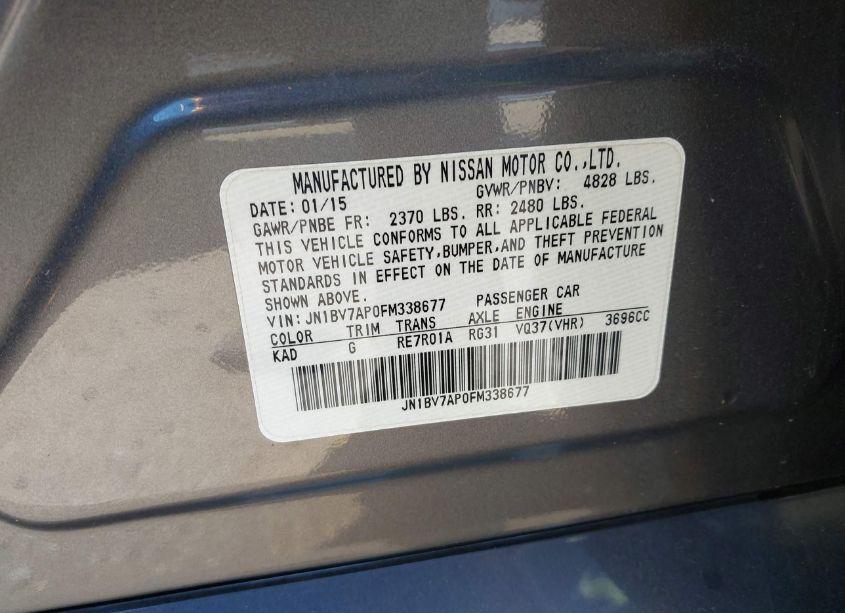 MANUFACTURED BY NISSAN MOTOR CO.,LTD.
DATE: 01/15 GVWR/PNBV: 4828 LBS.
GAWR/PNBE FR: 2370 LBS. RR: 2480 LBS.
THIS VEHICLE CONFORMS TO ALL APPLICABLE FEDERAL
MOTOR VEHICLE SAFETY,BUMPER,AND THEFT PREVENTION
STANDARDS IN EFFECT ON THE DATE OF MANUFACTURE
SHOWN ABOVE.
VIN: JN1BV7AP0FM338677 PASSENGER CAR
COLOR TRIM TRANS AXLE ENGINE
KAD G RE7R01A RG31 VQ37(VHR) 3696CC
JN1BV7AP0FM338677